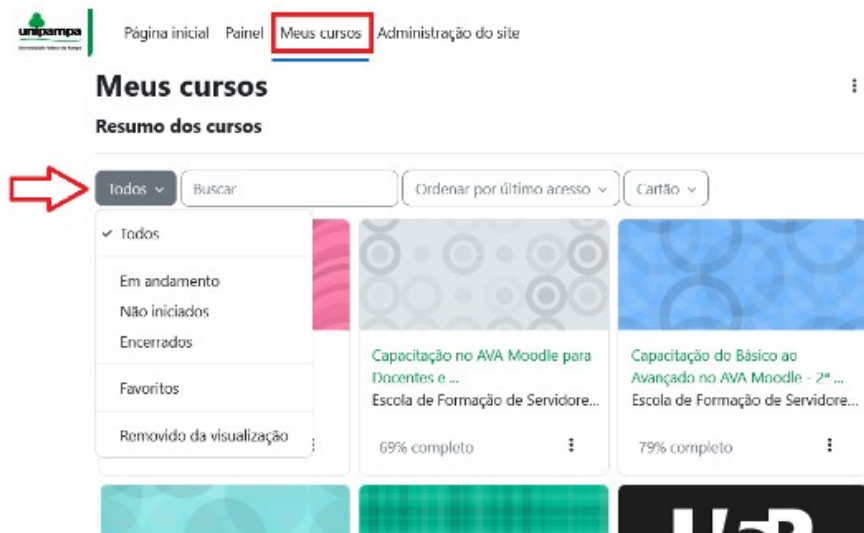 unipampa
Página inicial Painel Meus cursos Administração do site
Meus cursos
Resumo dos cursos
Todos Buscar Ordenar por último acesso Cartão
Todos
Em andamento
Não iniciados
Encerrados
Favoritos
Removido da visualização
Capacitação no AVA Moodle para
Docentes e ...
Escola de Formação de Servidore...
69% completo
Capacitação do Básico ao
Avançado no AVA Moodle - 2ª ...
Escola de Formação de Servidore...
79% completo